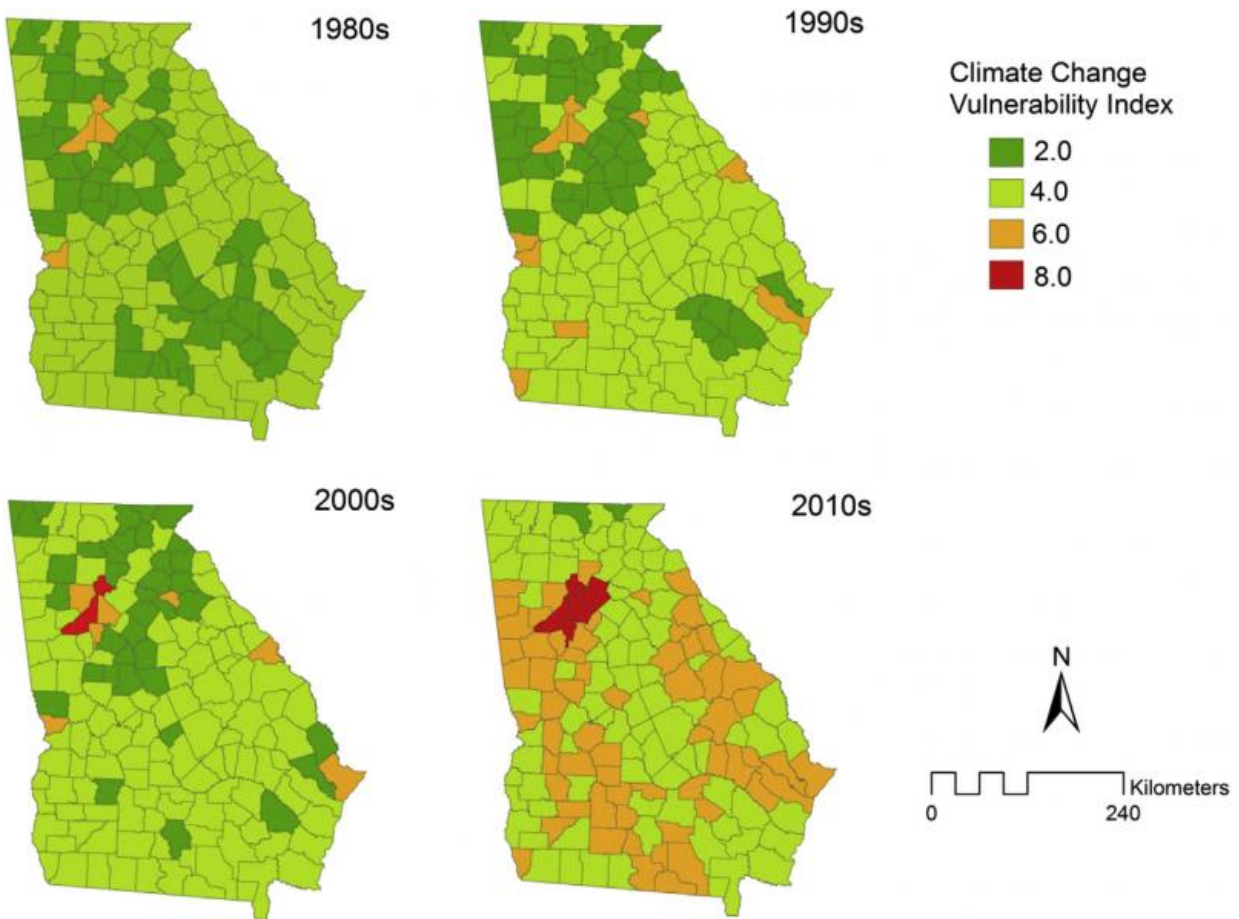 1980s
1990s
Climate Change
Vulnerability Index
2.0
4.0
6.0
8.0
2000s
2010s
N
Kilometers
0
240